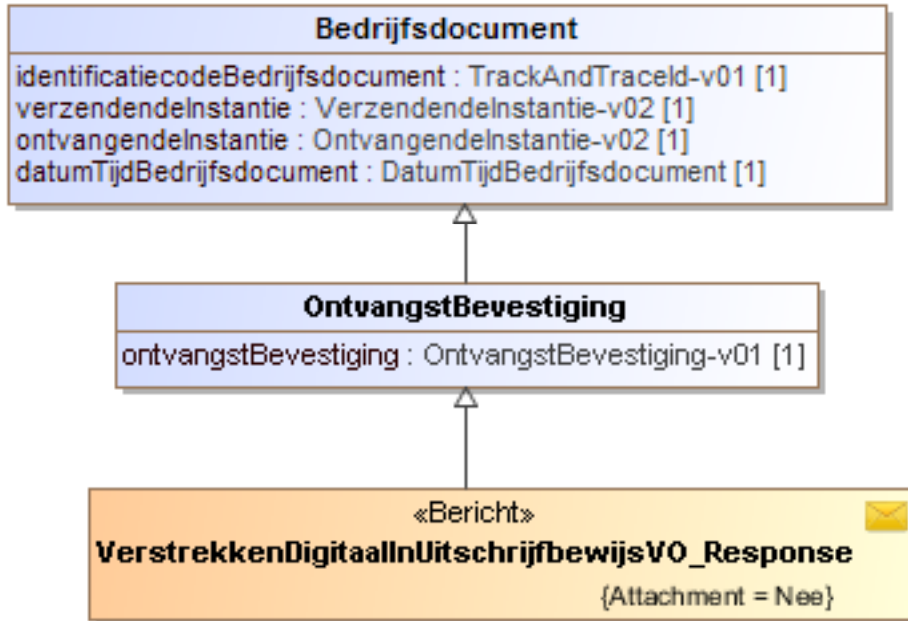 Bedrijfsdocument
identificatiecodeBedrijfsdocument : TrackAndTraceId-v01 [1]
verzendendeInstantie : VerzendendeInstantie-v02 [1]
ontvangendeInstantie : OntvangendeInstantie-v02 [1]
datumTijdBedrijfsdocument : DatumTijdBedrijfsdocument [1]
OntvangstBevestiging
ontvangstBevestiging : OntvangstBevestiging-v01 [1]
«Bericht»
VerstrekkenDigitaalInUitschrijfbewijsVO_Response
{Attachment = Nee}